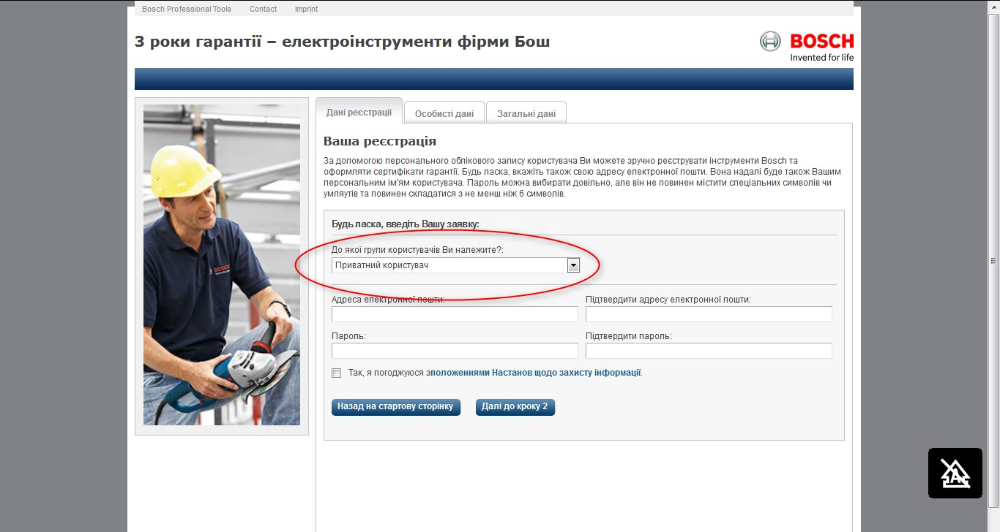 Bosch Professional Tools Contact Imprint
3 роки гарантії – електроінструменти фірми Бош
BOSCH
Invented for life
Дані реєстрації Особисті дані Загальні дані
Ваша реєстрація
За допомогою персонального облікового запису користувача Ви можете зручно реєструвати інструменти Bosch та
оформляти сертифікати гарантії. Будь ласка, вкажіть також свою адресу електронної пошти. Вона надалі буде також Вашим
персональним ім'ям користувача. Пароль можна вибирати довільно, але він не повинен містити спеціальних символів чи
умляутів та повинен складатися з не менш ніж 6 символів.
Будь ласка, введіть Вашу заявку:
До якої групи користувачів Ви належите?:
Приватний користувач
BOSCH
Адреса електронної пошти: Підтвердити адресу електронної пошти:
Пароль: Підтвердити пароль:
Так, я погоджуюся зположеннями Настанов щодо захисту інформації.
Назад на стартову сторінку Далі до кроку 2